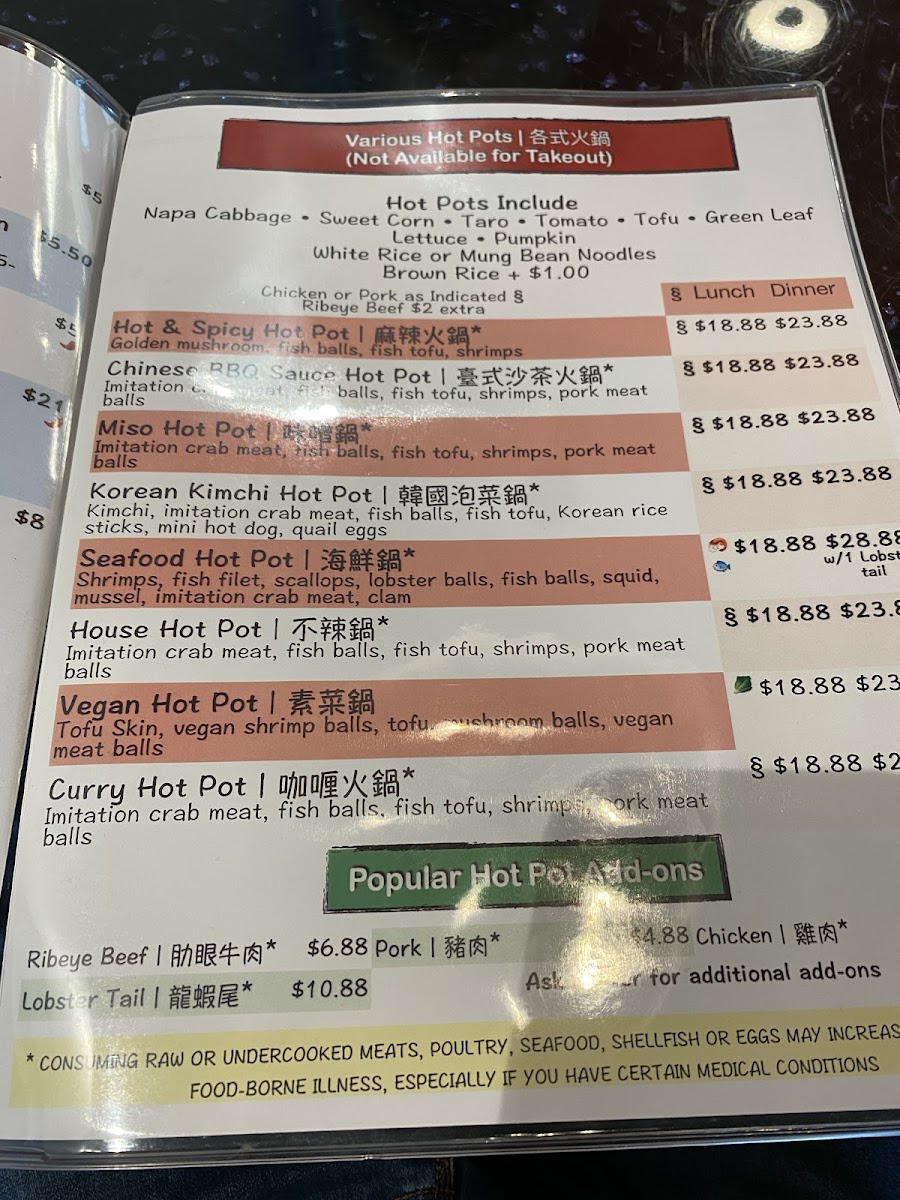 $5
$5.50
5-
$5
$21
$8
Various Hot Pots | 各式火鍋
(Not Available for Takeout)
Hot Pots Include
Napa Cabbage • Sweet Corn • Taro • Tomato • Tofu • Green Leaf
Lettuce • Pumpkin
White Rice or Mung Bean Noodles
Brown Rice + $1.00
Chicken or Pork as Indicated §
Ribeye Beef $2 extra
§ Lunch Dinner
Hot & Spicy Hot Pot | 麻辣火鍋*
§ $18.88 $23.88
Golden mushroom, fish balls, fish tofu, shrimps
Chinese BBQ Sauce Hot Pot | 臺式沙茶火鍋*
§ $18.88 $23.88
Imitation meat, fish balls, fish tofu, shrimps, pork meat
balls
Miso Hot Pot | 味噌鍋*
§ $18.88 $23.88
Imitation crab meat, fish balls, fish tofu, shrimps, pork meat
balls
Korean Kimchi Hot Pot | 韓國泡菜鍋*
§ $18.88 $23.88
Kimchi, imitation crab meat, fish balls, fish tofu, Korean rice
sticks, mini hot dog, quail eggs
Seafood Hot Pot | 海鮮鍋*
$18.88 $28.88
w/1 Lobst
tail
Shrimps, fish filet, scallops, lobster balls, fish balls, squid,
mussel, imitation crab meat, clam
House Hot Pot | 不辣鍋*
§ $18.88 $23.8
Imitation crab meat, fish balls, fish tofu, shrimps, pork meat
balls
Vegan Hot Pot | 素菜鍋
$18.88 $23
Tofu Skin, vegan shrimp balls, tofu, mushroom balls, vegan
meat balls
Curry Hot Pot | 咖喱火鍋*
§ $18.88 $2
Imitation crab meat, fish balls, fish tofu, shrimps, pork meat
balls
Popular Hot Pot Add-ons
Ribeye Beef | 肋眼牛肉* $6.88 Pork | 豬肉* $4.88 Chicken | 雞肉*
Lobster Tail | 龍蝦尾* $10.88
Ask for additional add-ons
* CONSUMING RAW OR UNDERCOOKED MEATS, POULTRY, SEAFOOD, SHELLFISH OR EGGS MAY INCREAS
FOOD-BORNE ILLNESS, ESPECIALLY IF YOU HAVE CERTAIN MEDICAL CONDITIONS